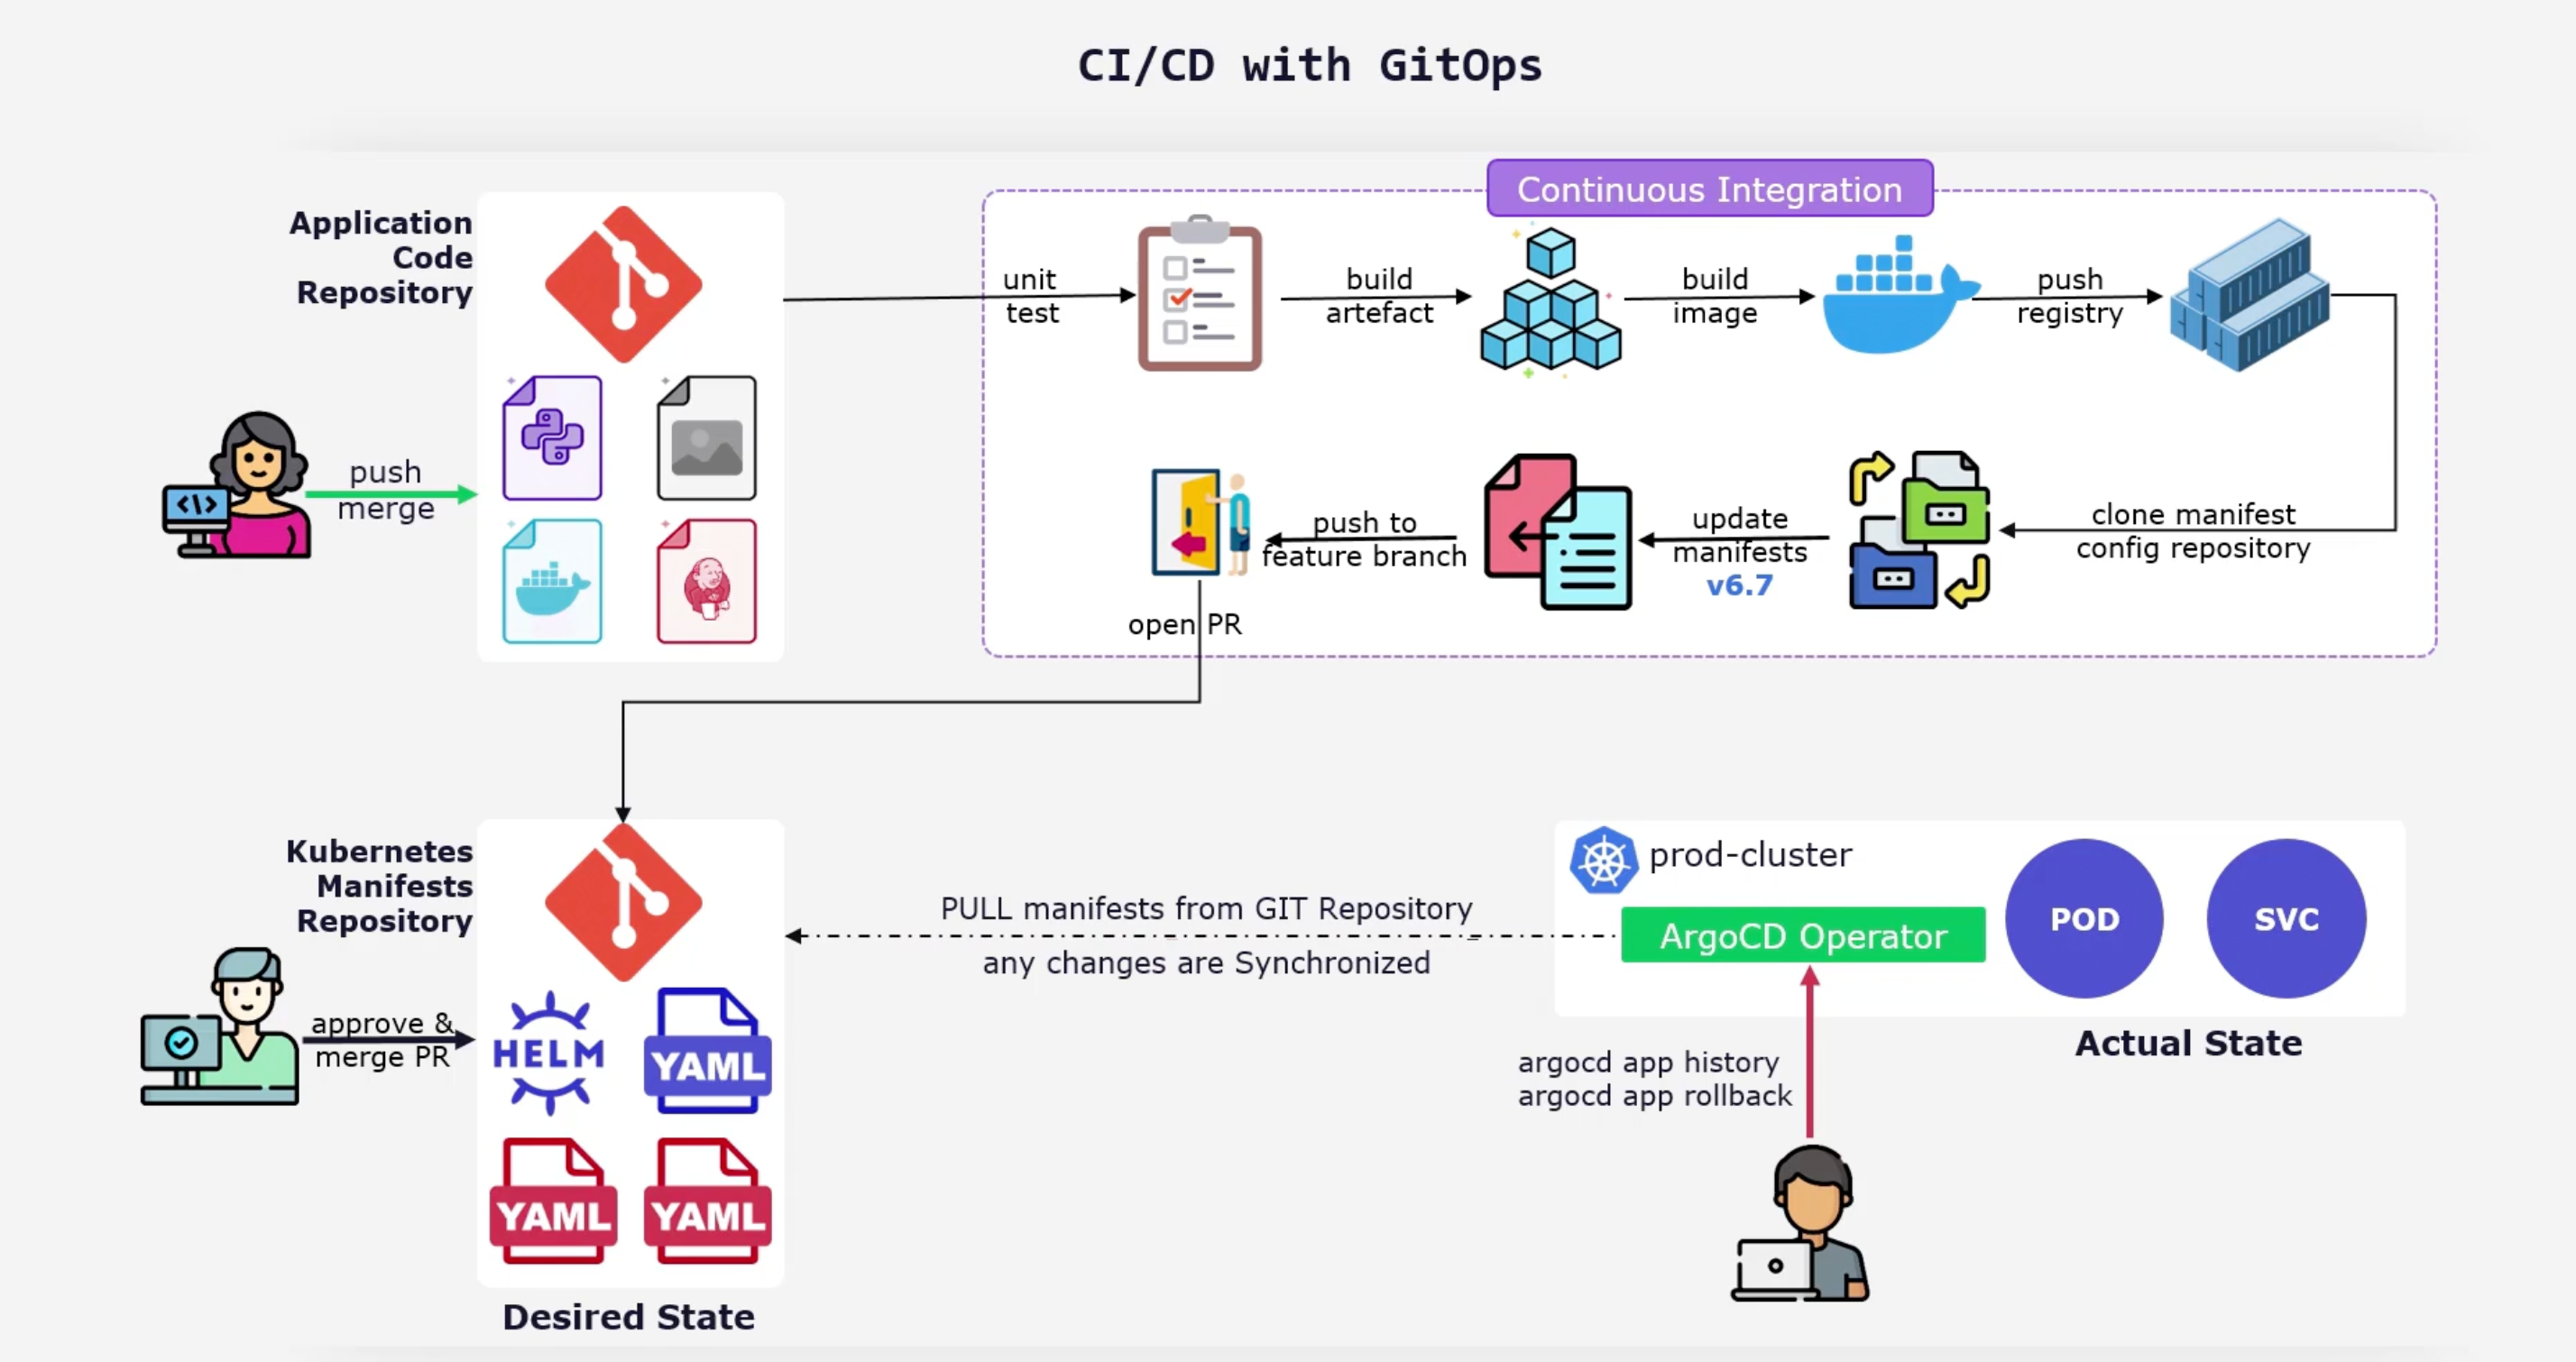 CI/CD with GitOps
Continuous Integration
Application
Code
Repository
push
merge
unit
test
build
artefact
build
image
push
registry
clone manifest
config repository
update
manifests
v6.7
push to
feature branch
open PR
Kubernetes
Manifests
Repository
approve &
merge PR
HELM
YAML
YAML
YAML
Desired State
PULL manifests from GIT Repository
any changes are Synchronized
prod-cluster
ArgoCD Operator
POD
SVC
Actual State
argocd app history
argocd app rollback